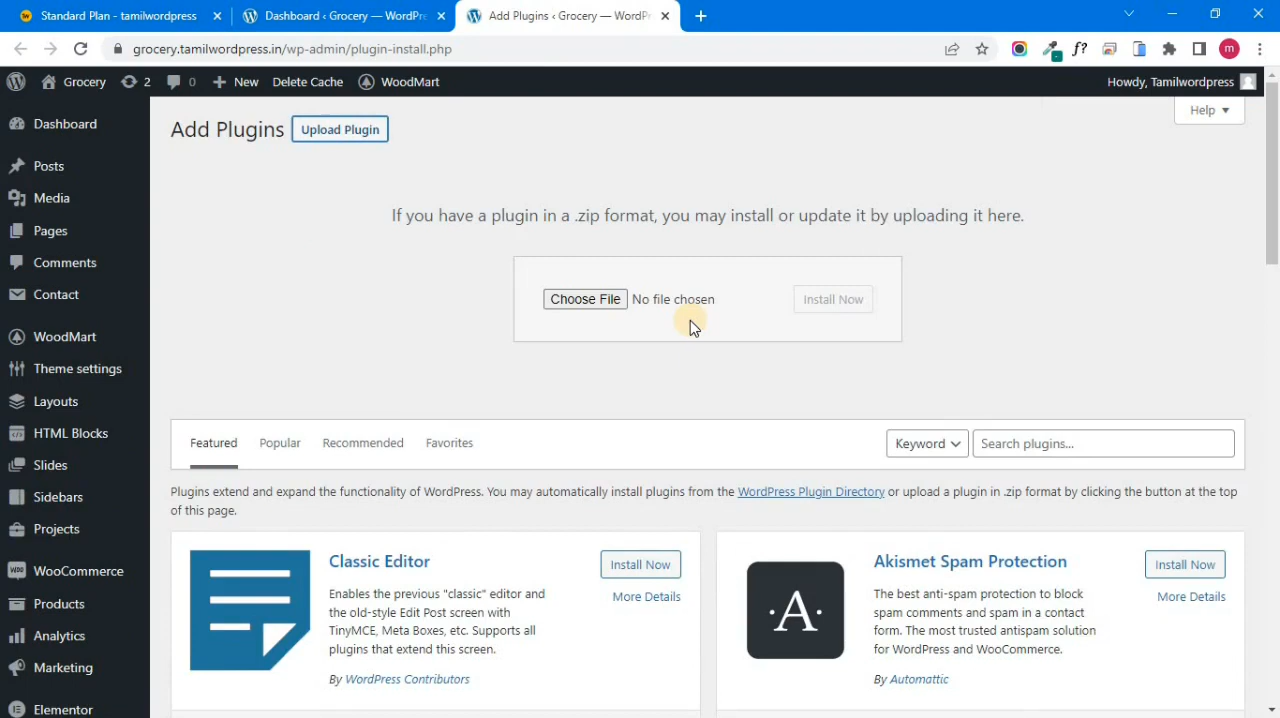 Standard Plan - tamilwordpress
Dashboard ‹ Grocery — WordPre
Add Plugins ‹ Grocery — WordPr
grocery.tamilwordpress.in/wp-admin/plugin-install.php
f?
m
Grocery
2
0
New
Delete Cache
WoodMart
Howdy, Tamilwordpress
Dashboard
Posts
Media
Pages
Comments
Contact
WoodMart
Theme settings
Layouts
HTML Blocks
Slides
Sidebars
Projects
WooCommerce
Products
Analytics
Marketing
Elementor
Add Plugins
Upload Plugin
Help
If you have a plugin in a .zip format, you may install or update it by uploading it here.
Choose File No file chosen
Install Now
Featured
Popular
Recommended
Favorites
Keyword
Search plugins...
Plugins extend and expand the functionality of WordPress. You may automatically install plugins from the WordPress Plugin Directory or upload a plugin in .zip format by clicking the button at the top
of this page.
Classic Editor
Install Now
More Details
Enables the previous "classic" editor and
the old-style Edit Post screen with
TinyMCE, Meta Boxes, etc. Supports all
plugins that extend this screen.
By WordPress Contributors
·A·
Akismet Spam Protection
Install Now
More Details
The best anti-spam protection to block
spam comments and spam in a contact
form. The most trusted antispam solution
for WordPress and WooCommerce.
By Automattic